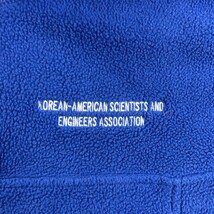 KOREAN-AMERICAN SCIENTISTS AND
ENGINEERS ASSOCIATION